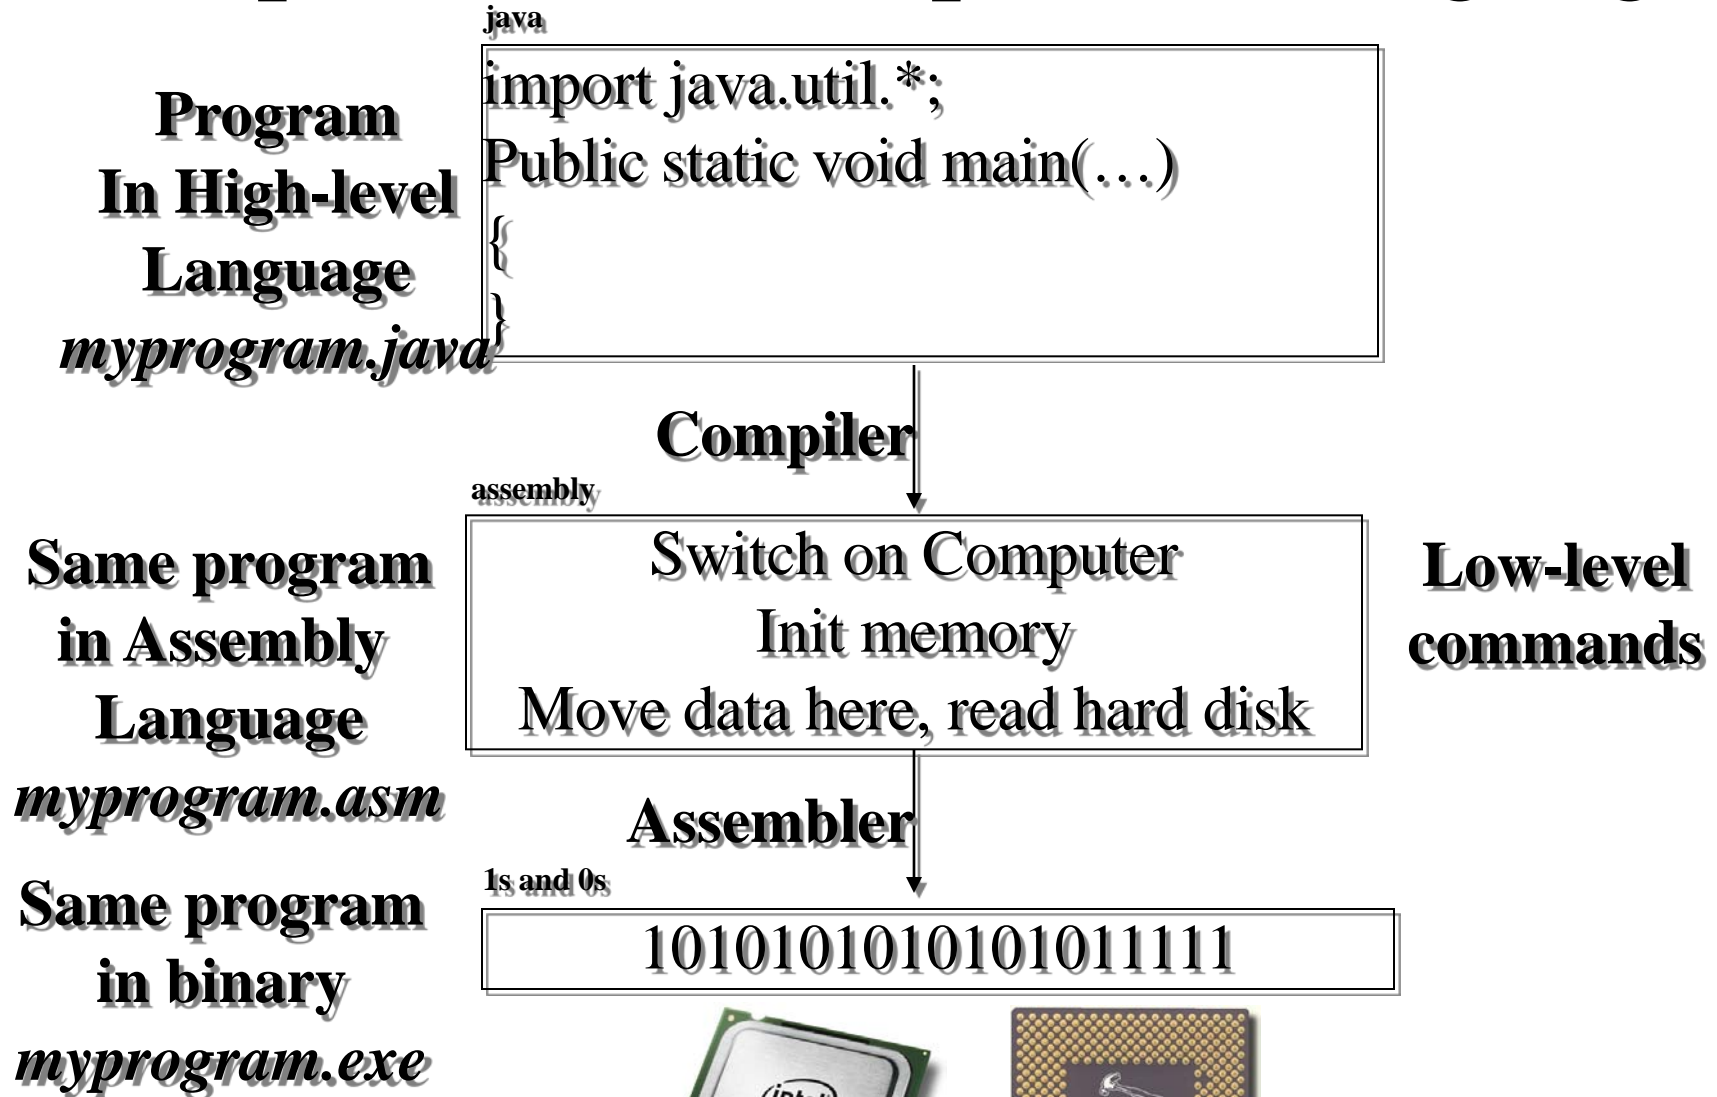 java
import java.util.*;
Public static void main(…)
{
}
Program
In High-level
Language
myprogram.java
Compiler
assembly
Switch on Computer
Init memory
Move data here, read hard disk
Same program
in Assembly
Language
myprogram.asm
Low-level
commands
Assembler
1s and 0s
1010101010101011111
Same program
in binary
myprogram.exe